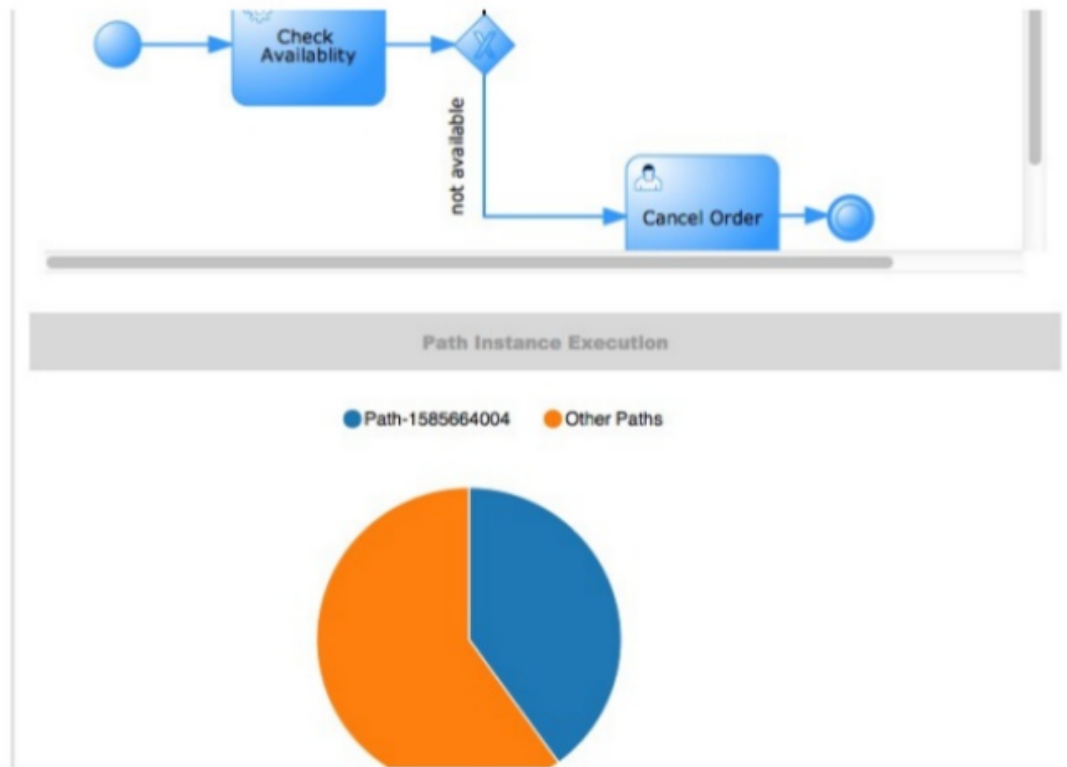 Check
Availablity
not available
Cancel Order
Path Instance Execution
Path-1585664004
Other Paths